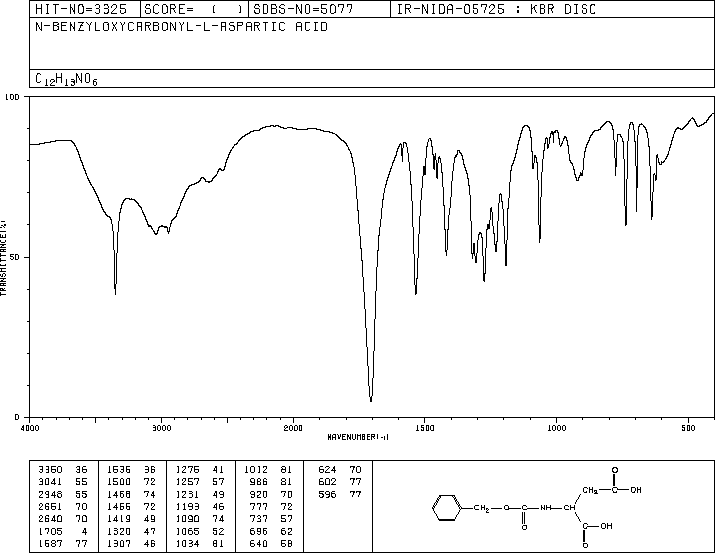 HIT-NO=3325 SCORE= ( ) SDBS-NO=5077 IR-NIDA-05725 : KBR DISC
N-BENZYLOXYCARBONYL-L-ASPARTIC ACID
C12H13NO6
100
50
0
TRANSMITTANCE(%)
4000 3000 2000 1500 1000 500
WAVENUMBER(-1)
3350 36 1536 36 1276 41 1012 81 624 70
3041 55 1500 72 1257 57 986 81 602 77
2948 55 1468 74 1231 49 920 70 596 77
2651 70 1456 72 1193 46 777 72
2640 70 1419 49 1090 74 737 57
1705 4 1320 47 1065 52 696 62
1587 77 1307 46 1034 81 640 58
O
CH2 C OH
CH2 O C NH CH
O
C OH
O